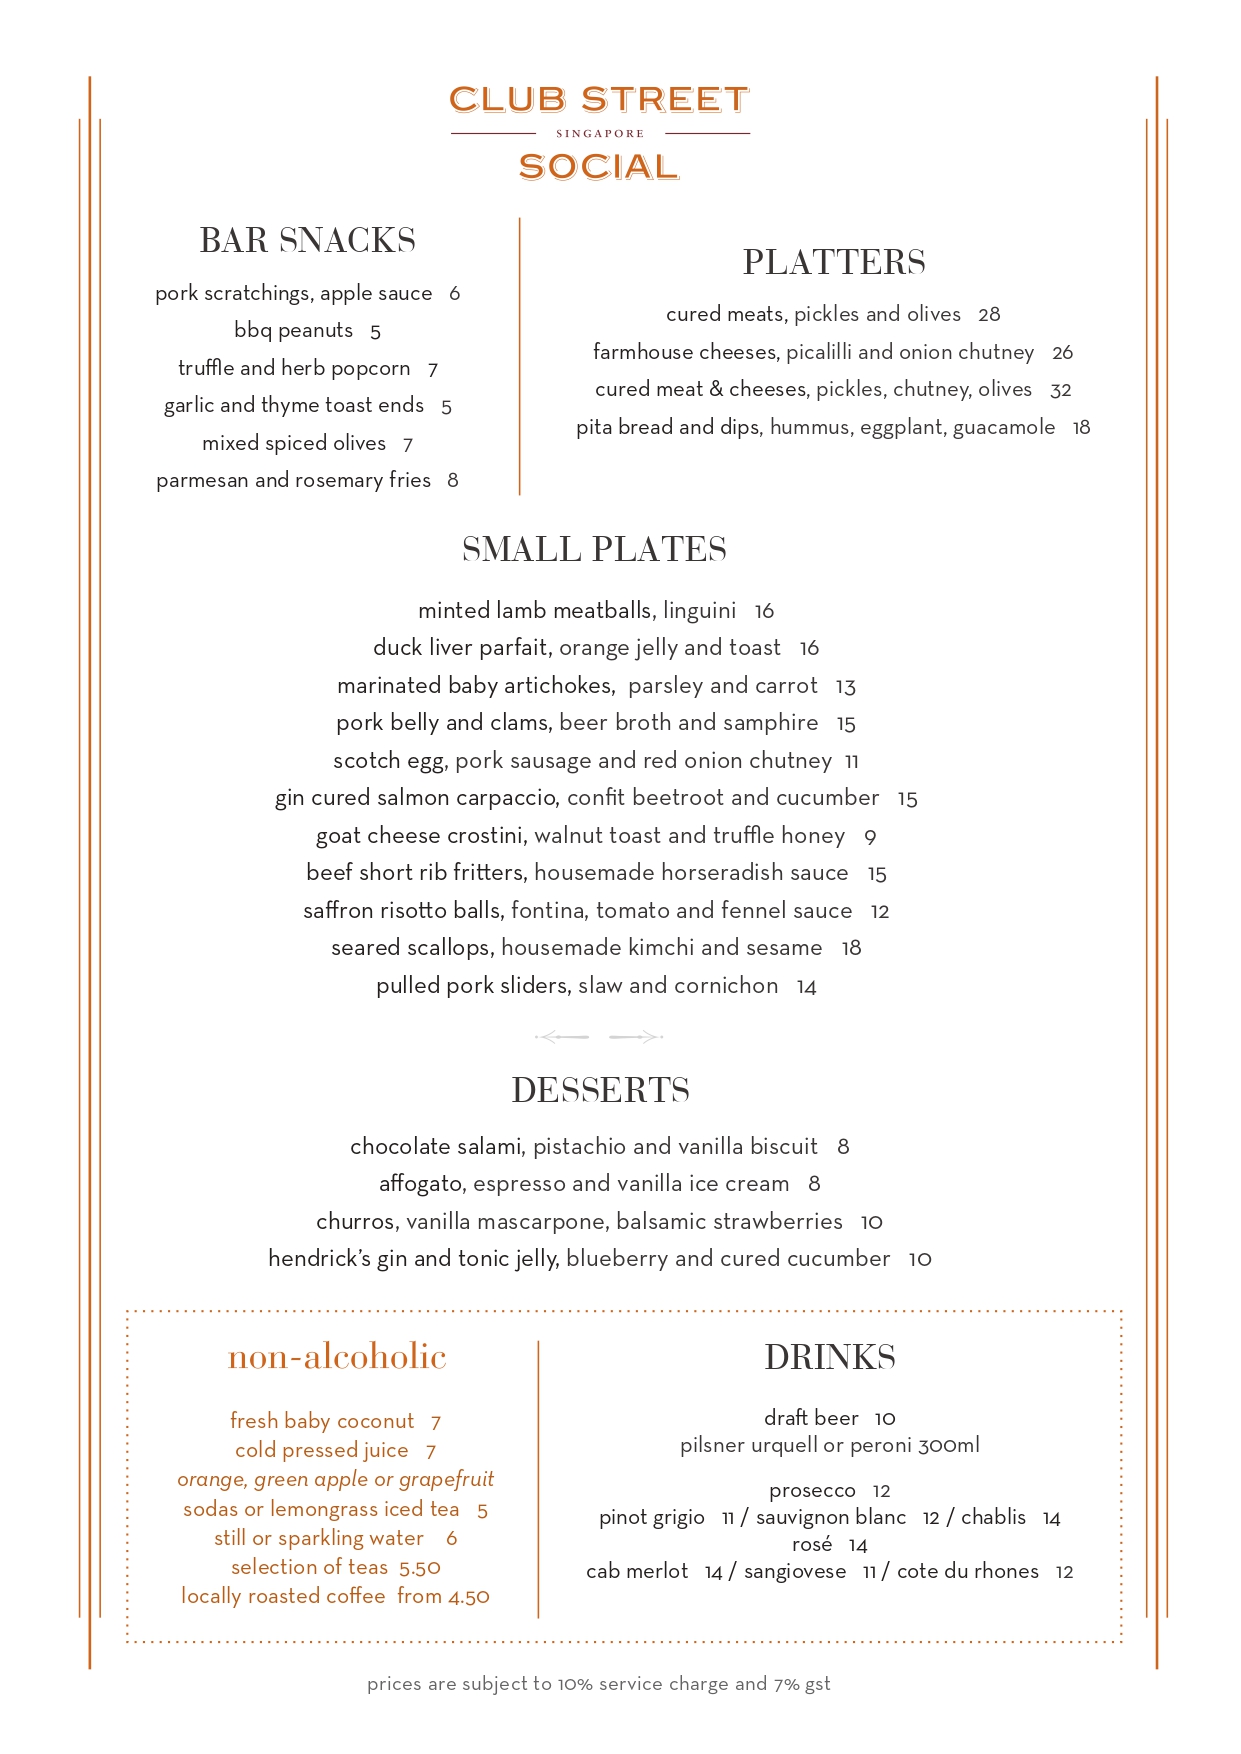 CLUB STREET
SINGAPORE
SOCIAL
BAR SNACKS
pork scratchings, apple sauce 6
bbq peanuts 5
truffle and herb popcorn 7
garlic and thyme toast ends 5
mixed spiced olives 7
parmesan and rosemary fries 8
PLATTERS
cured meats, pickles and olives 28
farmhouse cheeses, picalilli and onion chutney 26
cured meat & cheeses, pickles, chutney, olives 32
pita bread and dips, hummus, eggplant, guacamole 18
SMALL PLATES
minted lamb meatballs, linguini 16
duck liver parfait, orange jelly and toast 16
marinated baby artichokes, parsley and carrot 13
pork belly and clams, beer broth and samphire 15
scotch egg, pork sausage and red onion chutney 11
gin cured salmon carpaccio, confit beetroot and cucumber 15
goat cheese crostini, walnut toast and truffle honey 9
beef short rib fritters, housemade horseradish sauce 15
saffron risotto balls, fontina, tomato and fennel sauce 12
seared scallops, housemade kimchi and sesame 18
pulled pork sliders, slaw and cornichon 14
DESSERTS
chocolate salami, pistachio and vanilla biscuit 8
affogato, espresso and vanilla ice cream 8
churros, vanilla mascarpone, balsamic strawberries 10
hendrick's gin and tonic jelly, blueberry and cured cucumber 10
non-alcoholic
fresh baby coconut 7
cold pressed juice 7
orange, green apple or grapefruit
sodas or lemongrass iced tea 5
still or sparkling water 6
selection of teas 5.50
locally roasted coffee from 4.50
DRINKS
draft beer 10
pilsner urquell or peroni 300ml
prosecco 12
pinot grigio 11 / sauvignon blanc 12 / chablis 14
rosé 14
cab merlot 14 / sangiovese 11 / cote du rhones 12
prices are subject to 10% service charge and 7% gst